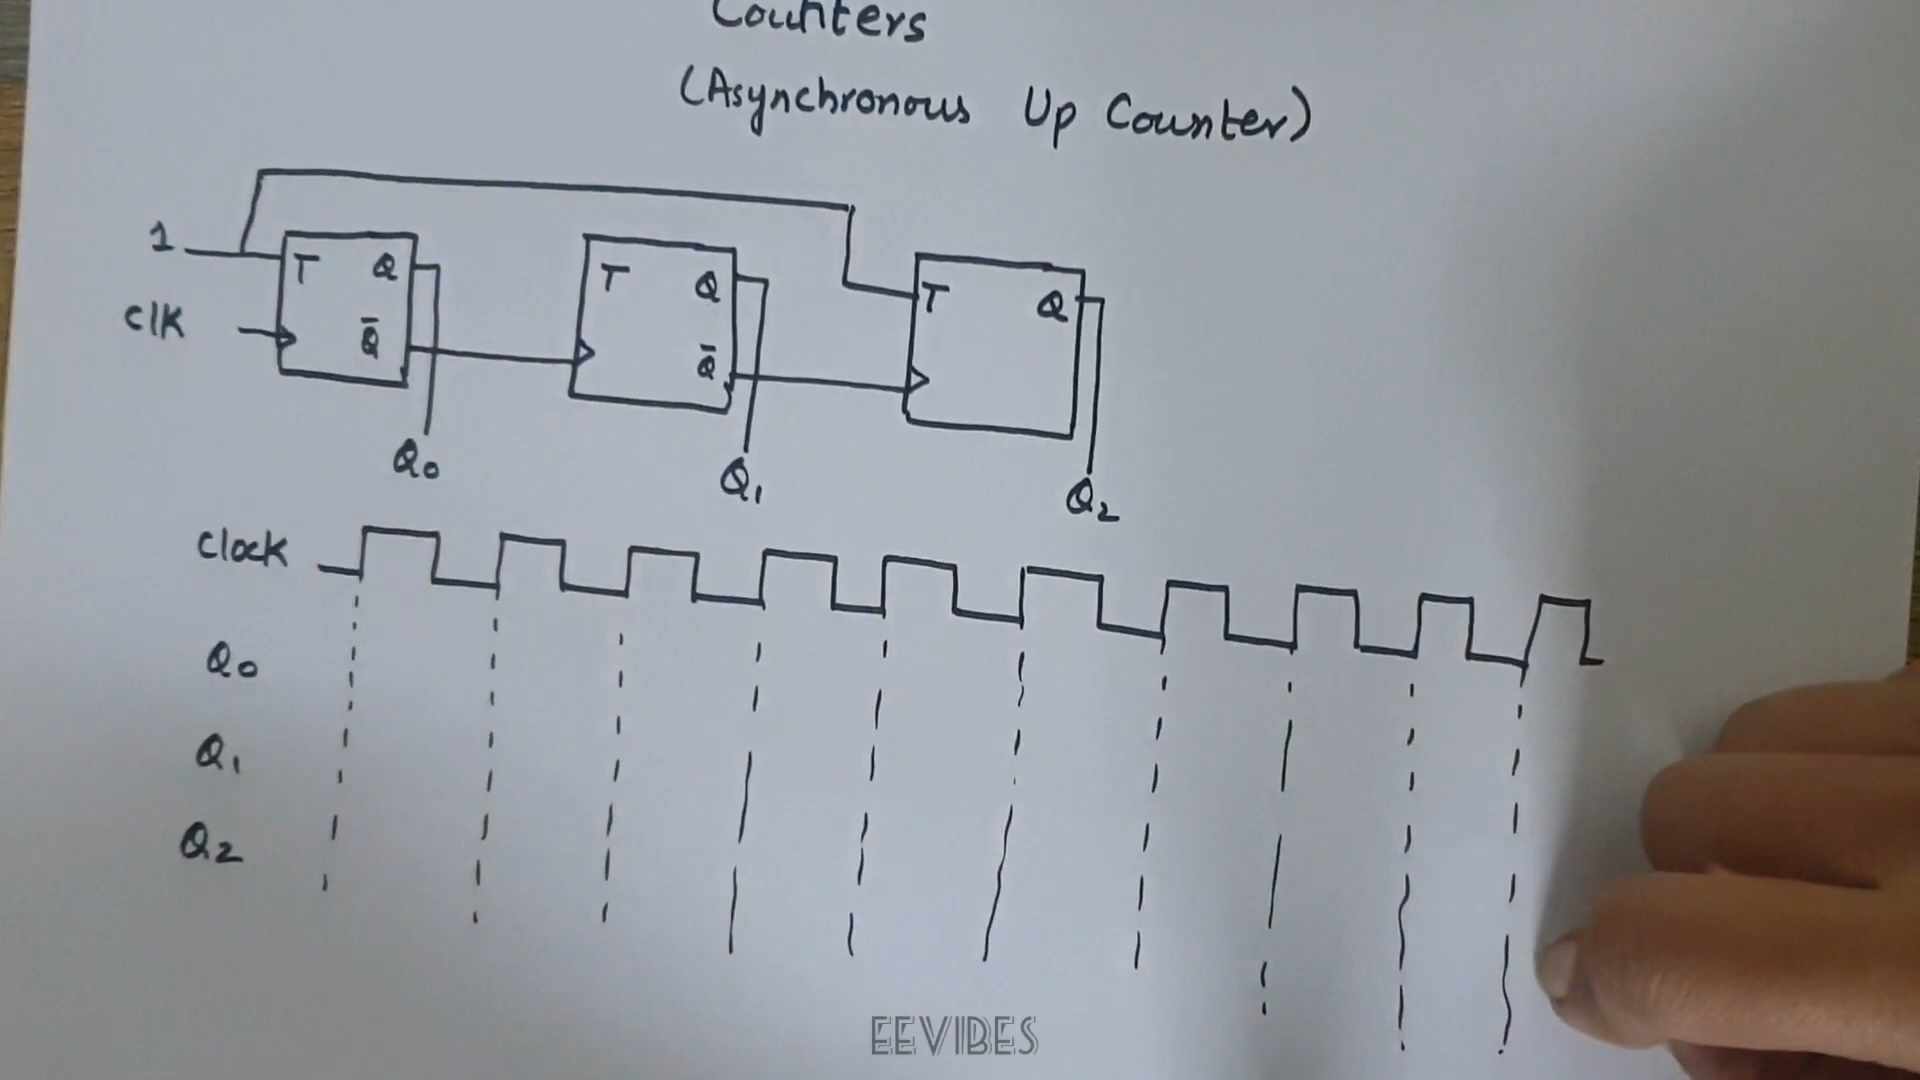 Counters
(Asynchronous Up Counter)
1
T Q
T Q
T Q
Clk
Q̅
Q̅
Q0
Q1
Q2
Clock
Q0
Q1
Q2
EEVIBES